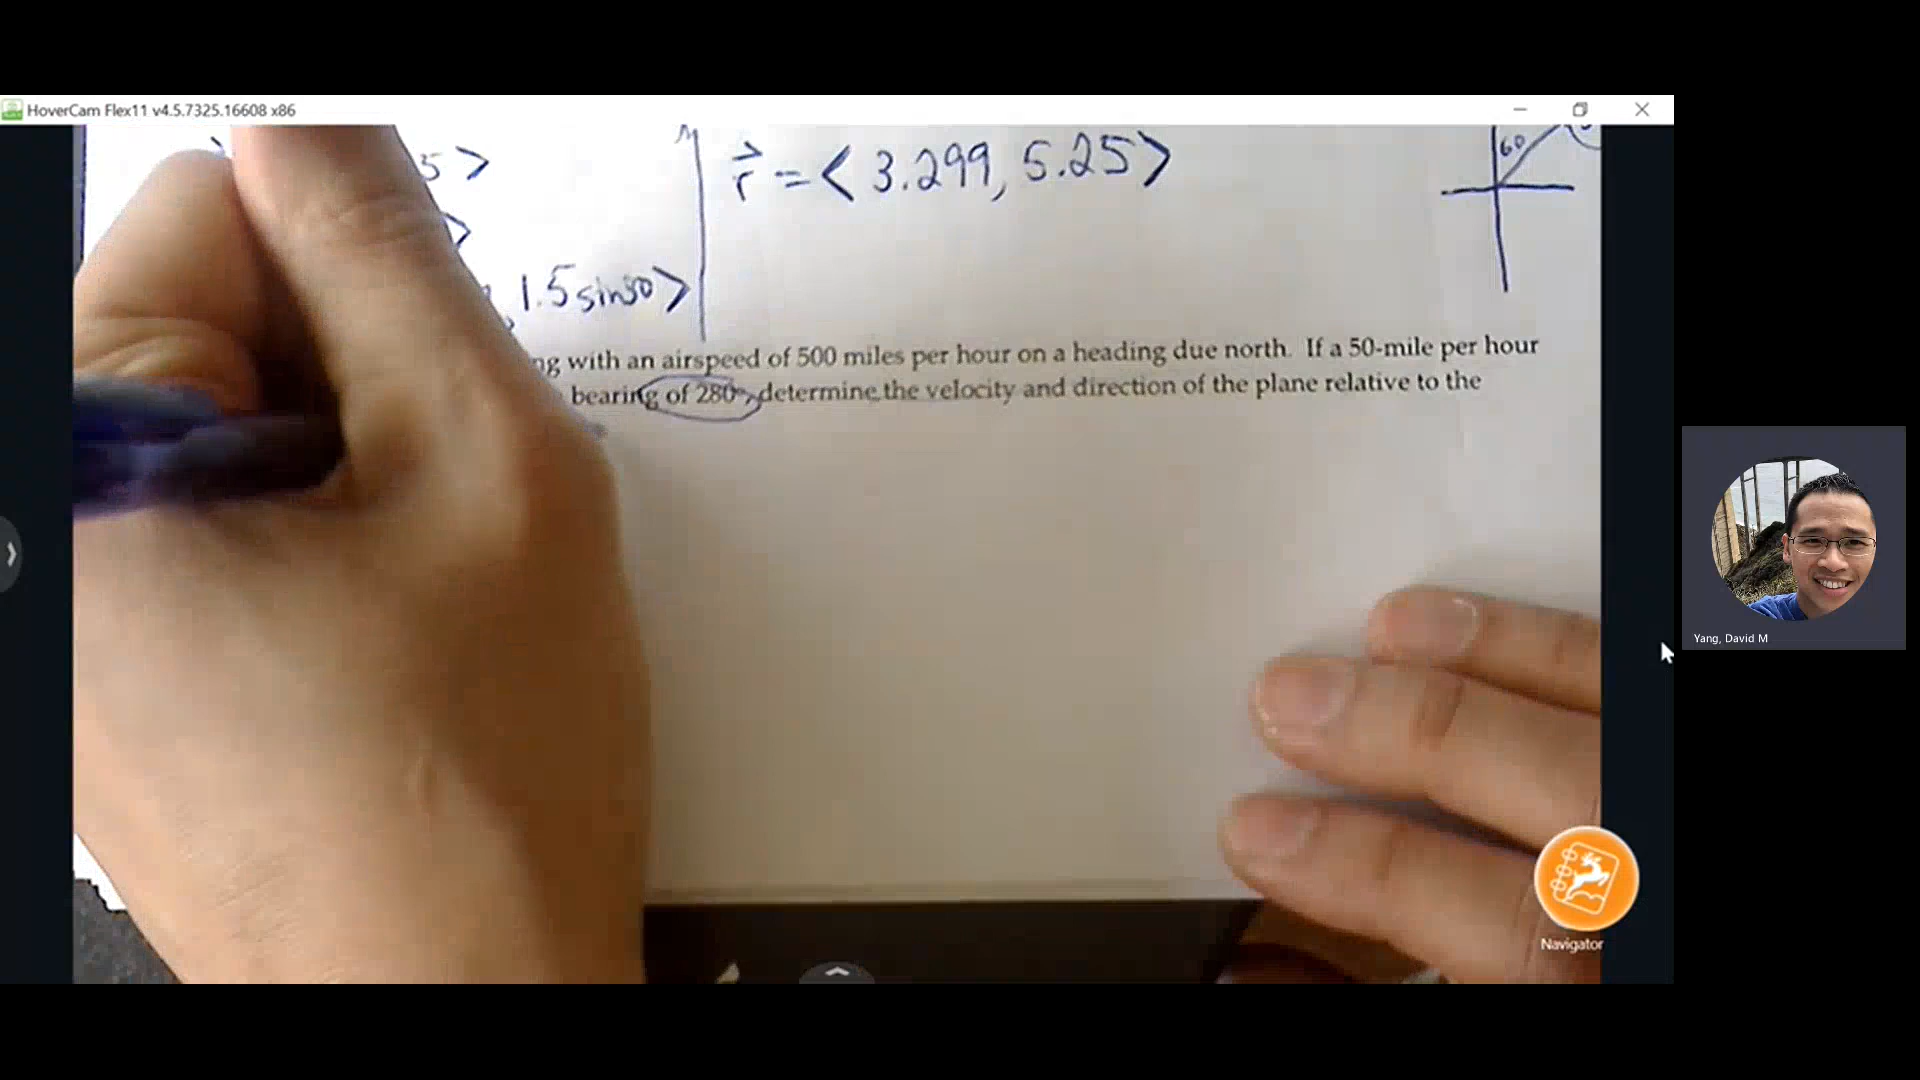 HoverCam Flex11 v4.5.7325.16608 x86
5 >
r = < 3.299, 5.25 >
60
>
1.5 sin30 >
ng with an airspeed of 500 miles per hour on a heading due north. If a 50-mile per hour
bearing of 280°, determine the velocity and direction of the plane relative to the
Yang, David M
Navigator